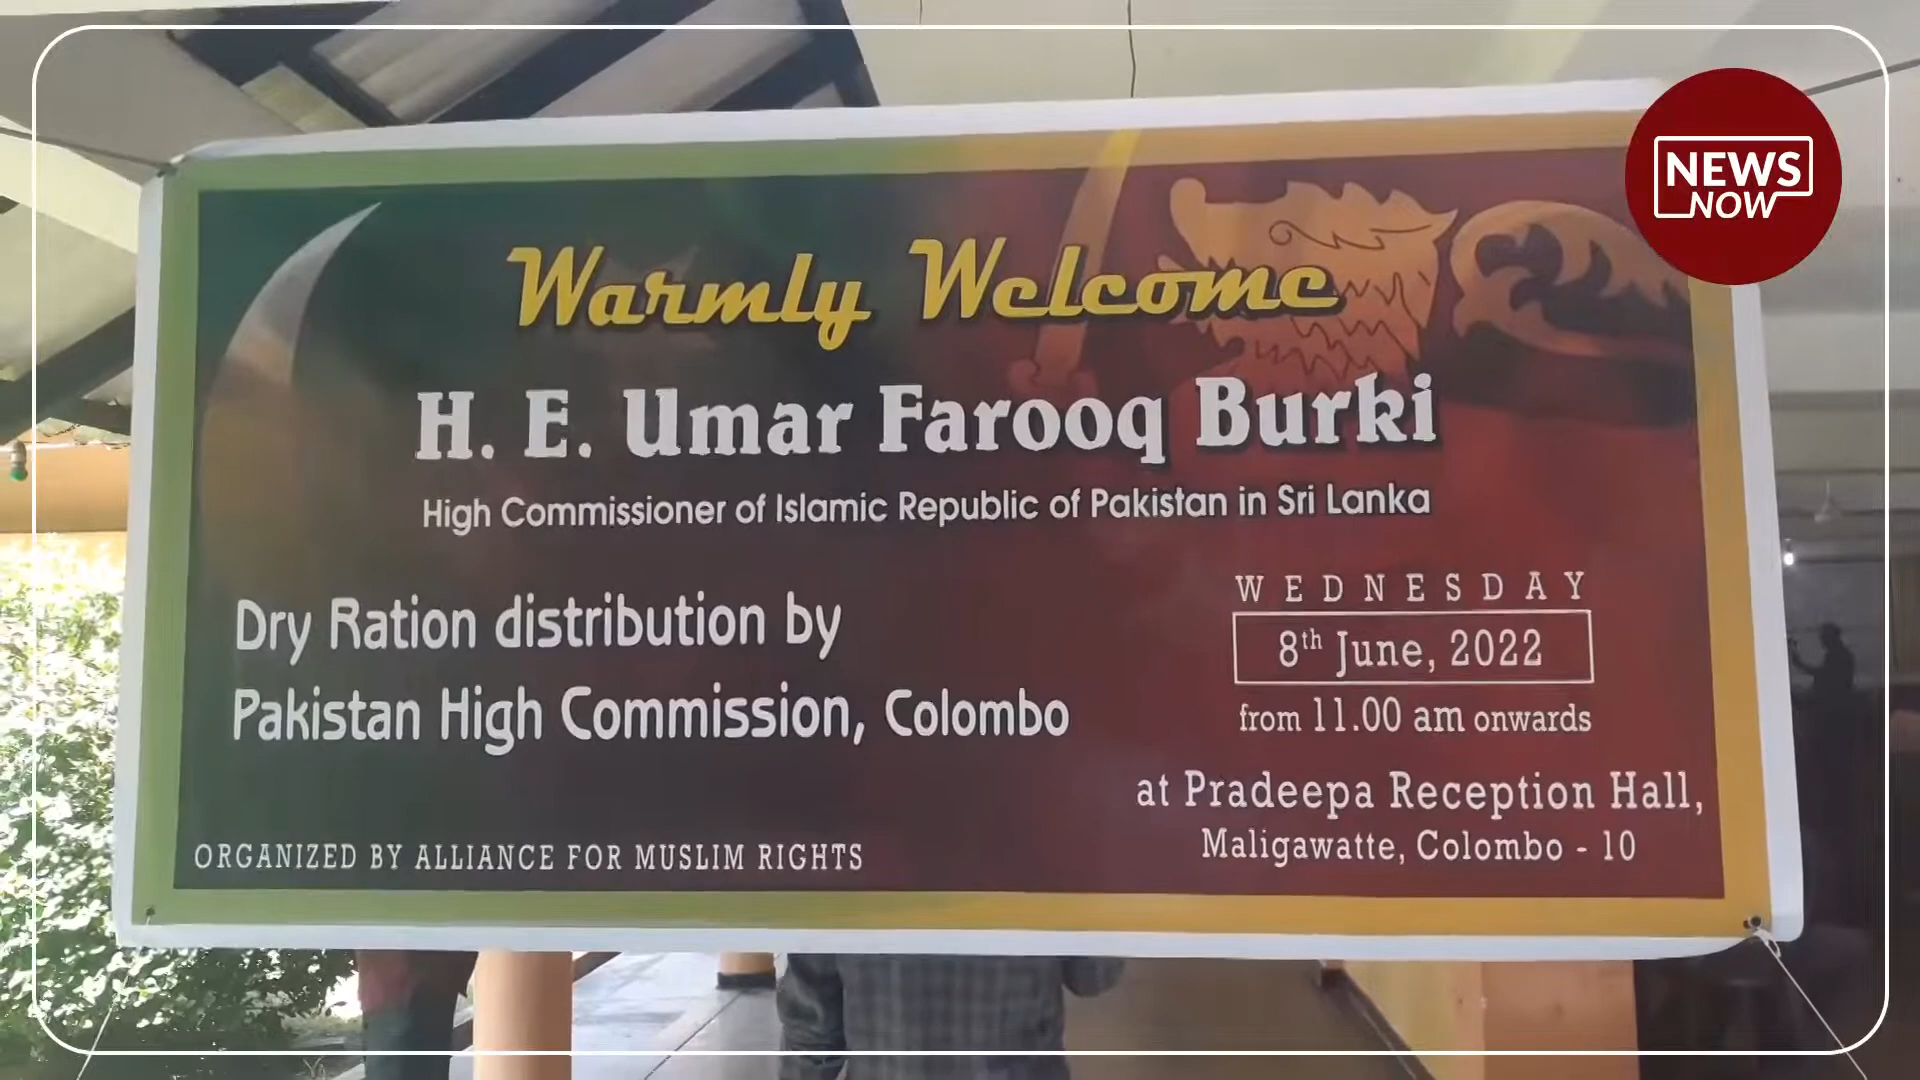 NEWS
NOW
Warmly Welcome
H. E. Umar Farooq Burki
High Commissioner of Islamic Republic of Pakistan in Sri Lanka
Dry Ration distribution by
Pakistan High Commission, Colombo
WEDNESDAY
8th June, 2022
from 11.00 am onwards
at Pradeepa Reception Hall,
Maligawatte, Colombo - 10
ORGANIZED BY ALLIANCE FOR MUSLIM RIGHTS